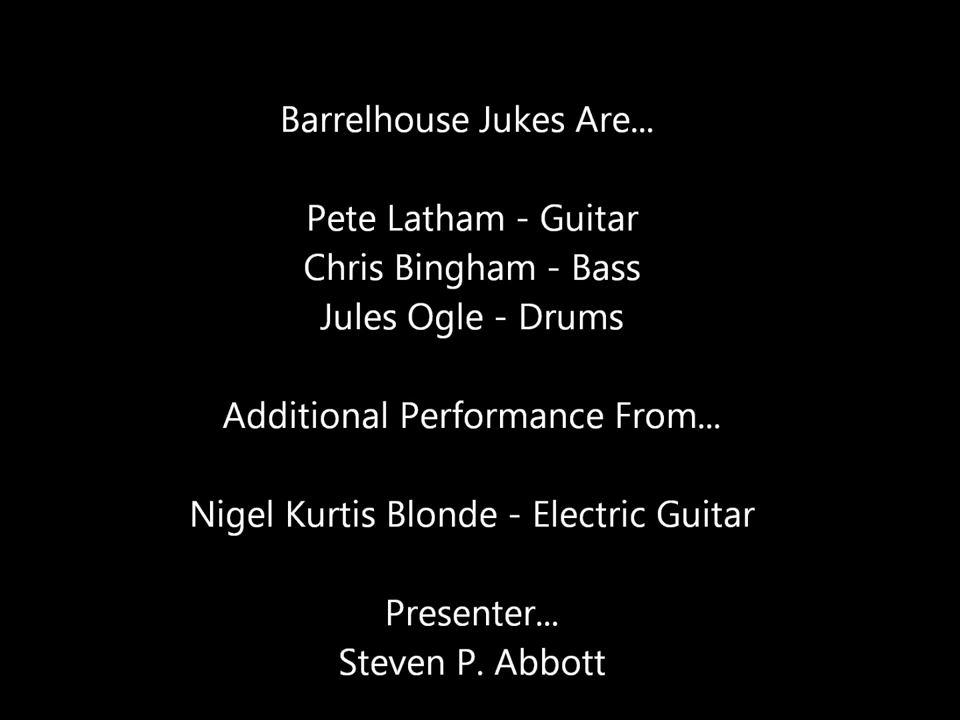 Barrelhouse Jukes Are...
Pete Latham - Guitar
Chris Bingham - Bass
Jules Ogle - Drums
Additional Performance From...
Nigel Kurtis Blonde - Electric Guitar
Presenter...
Steven P. Abbott